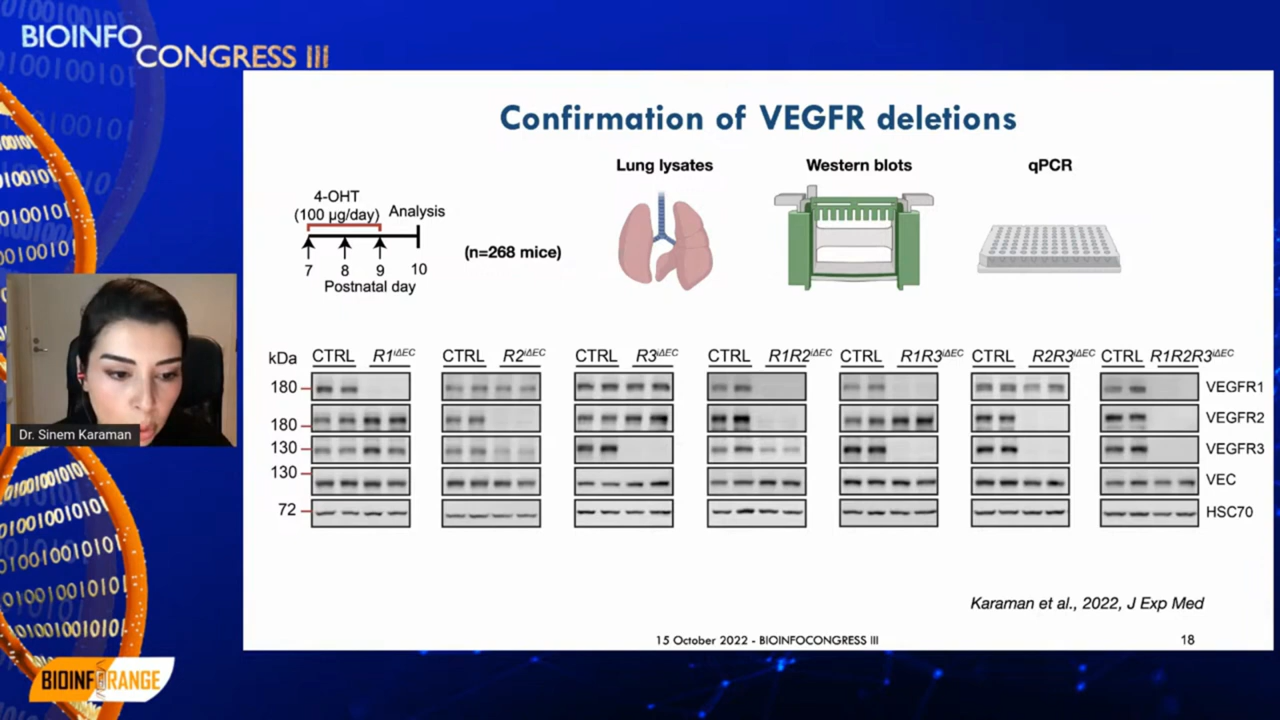 BIOINFO
CONGRESS III
Confirmation of VEGFR deletions
Lung lysates
Western blots
qPCR
4-OHT
(100 µg/day)
Analysis
7 8 9 10
Postnatal day
(n=268 mice)
kDa
CTRL R1iΔEC
CTRL R2iΔEC
CTRL R3iΔEC
CTRL R1R2iΔEC
CTRL R1R3iΔEC
CTRL R2R3iΔEC
CTRL R1R2R3iΔEC
180 VEGFR1
180 VEGFR2
130 VEGFR3
130 VEC
72 HSC70
Dr. Sinem Karaman
Karaman et al., 2022, J Exp Med
15 October 2022 - BIOINFOCONGRESS III
18
BIOINFORANGE